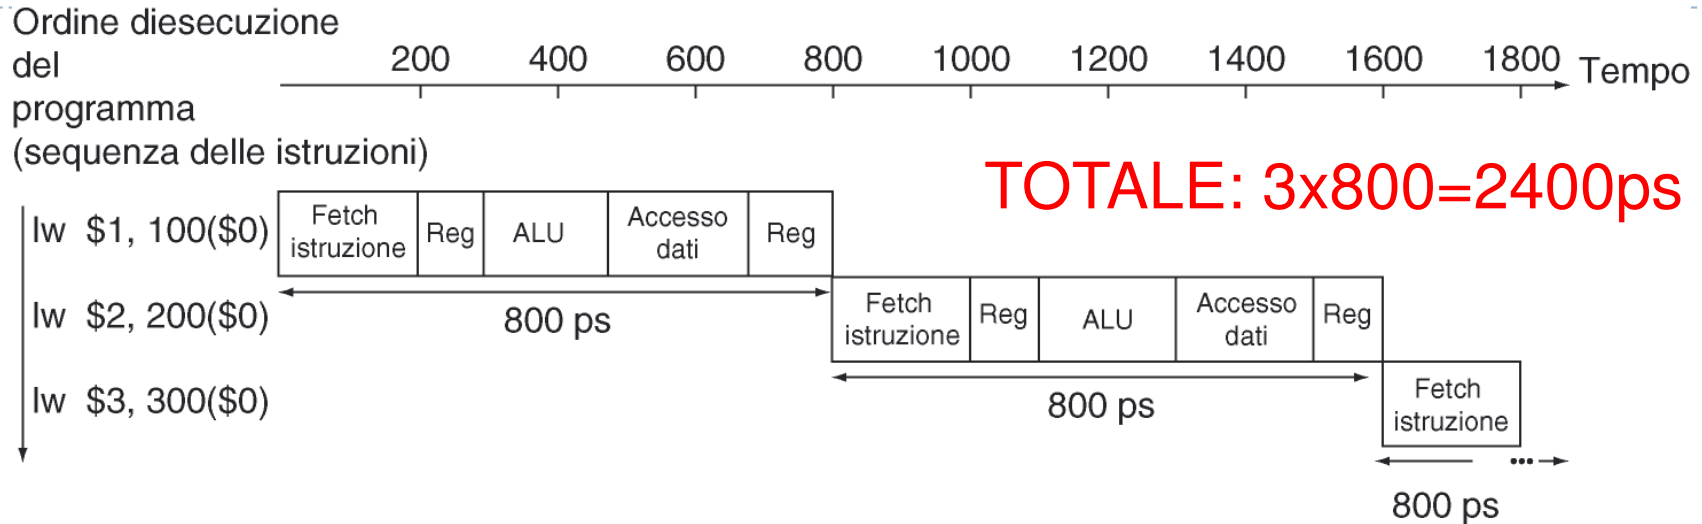 Ordine diesecuzione
del
programma
(sequenza delle istruzioni)
200 400 600 800 1000 1200 1400 1600 1800 Tempo
TOTALE: 3x800=2400ps
lw $1, 100($0)
Fetch
istruzione
Reg
ALU
Accesso
dati
Reg
800 ps
lw $2, 200($0)
Fetch
istruzione
Reg
ALU
Accesso
dati
Reg
800 ps
lw $3, 300($0)
Fetch
istruzione
...
800 ps